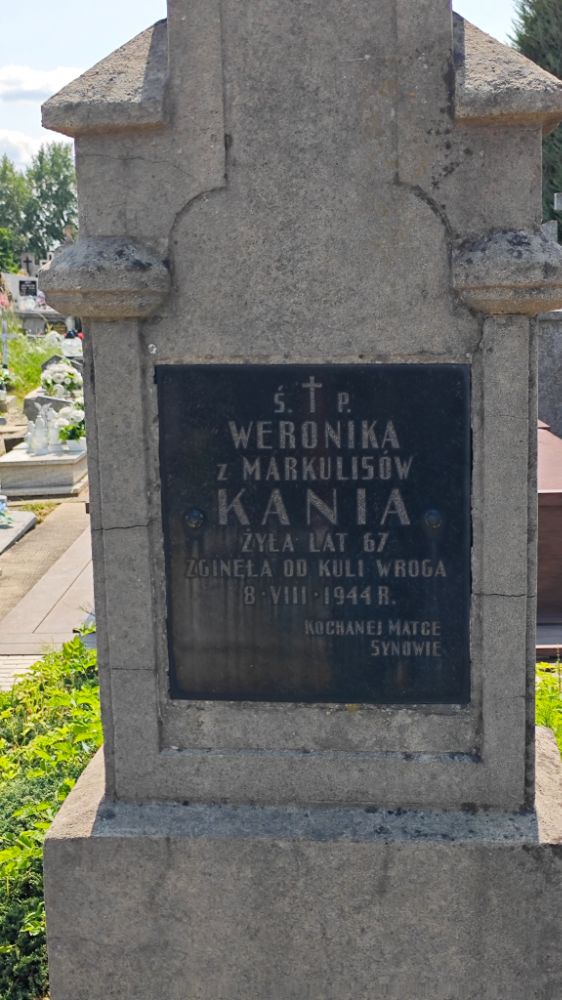 Ś. † P.
WERONIKA
z MARKULISÓW
KANIA
ŻYŁA LAT 67
ZGINĘŁA OD KULI WROGA
8·VIII·1944 R.
KOCHANEJ MATCE
SYNOWIE